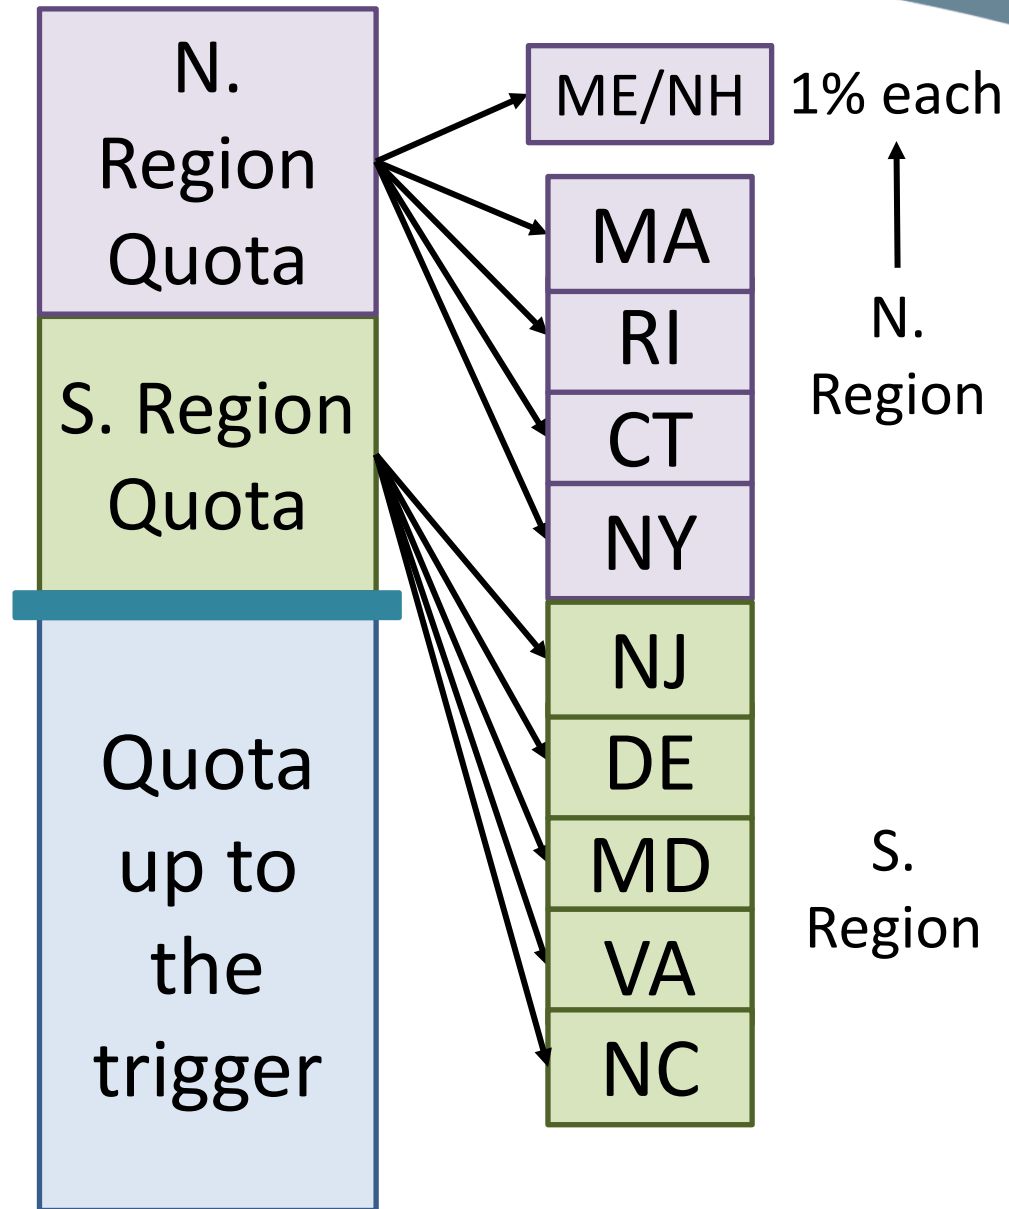 N.
Region
Quota
S. Region
Quota
Quota
up to
the
trigger
ME/NH
1% each
MA
RI
CT
NY
NJ
DE
MD
VA
NC
N.
Region
S.
Region